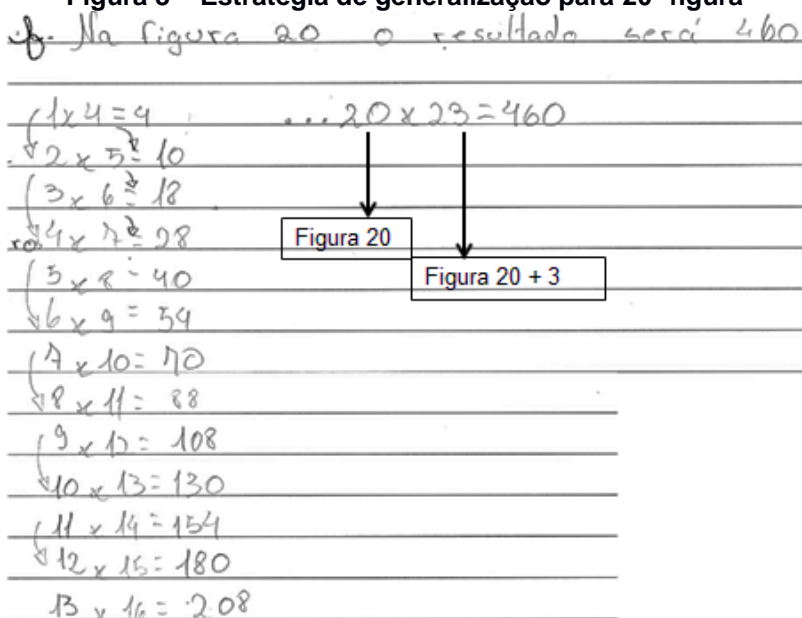 Figura 8 – Estratégia de generalização para 20ª figura
f. Na figura 20 o resultado será 460
1x4=4 ...20x23=460
2x5=10
3x6=18
4x7=28
Figura 20
5x8=40
Figura 20 + 3
6x9=54
7x10=70
8x11=88
9x12=108
10x13=130
11x14=154
12x15=180
13x16=208